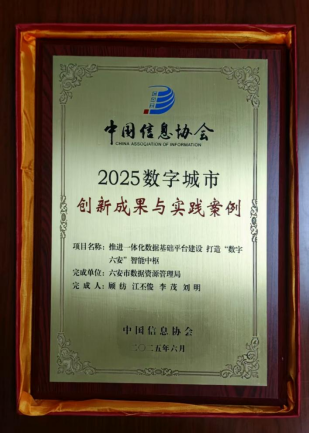 中国信息协会
CHINA ASSOCIATION OF INFORMATION
2025数字城市
创新成果与实践案例
项目名称：推进一体化数据基础平台建设 打造“数字
六安”智能中枢
完成单位：六安市数据资源管理局
完 成 人：顾 纺 江丕俊 李 茂 刘 明
中国信息协会
二〇二五年六月